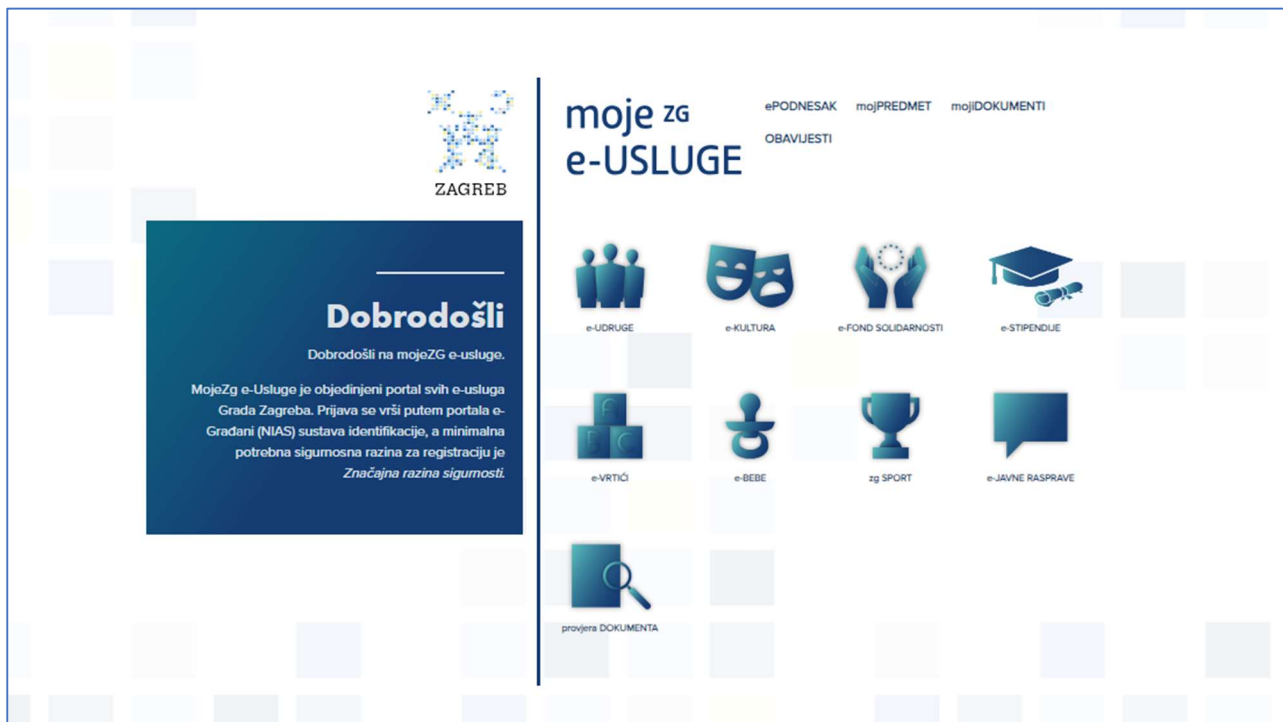 ZAGREB
Dobrodošli
Dobrodošli na mojeZG e-usluge.
MojeZg e-Usluge je objedinjeni portal svih e-usluga
Grada Zagreba. Prijava se vrši putem portala e-
Građani (NIAS) sustava identifikacije, a minimalna
potrebna sigurnosna razina za registraciju je
Značajna razina sigurnosti.
moje ZG
e-USLUGE
ePODNESAK mojPREDMET mojiDOKUMENTI
OBAVIJESTI
e-UDRUGE e-KULTURA e-FOND SOLIDARNOSTI e-STIPENDIJE
A
B C
e-VRTIĆI e-BEBE zg SPORT e-JAVNE RASPRAVE
provjera DOKUMENTA